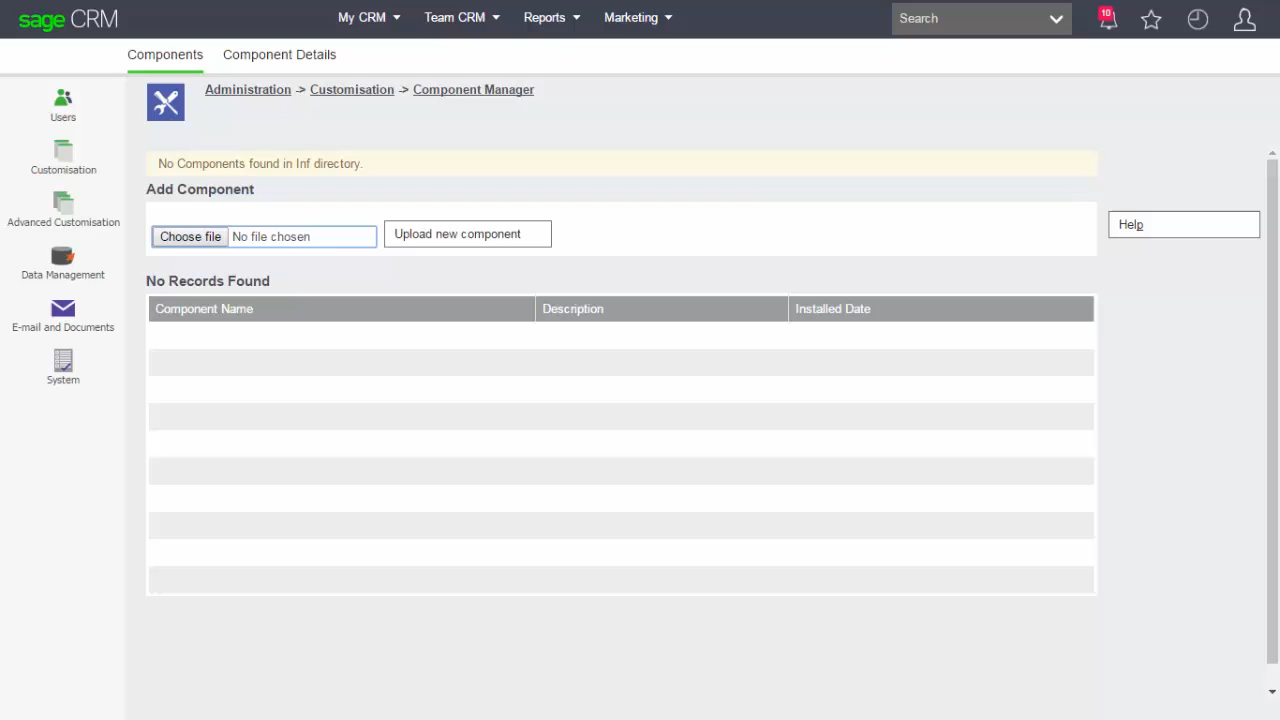 sage CRM My CRM Team CRM Reports Marketing Search 10
Components Component Details
Administration -> Customisation -> Component Manager
Users
Customisation
Advanced Customisation
Data Management
E-mail and Documents
System
No Components found in Inf directory.
Add Component
Choose file No file chosen Upload new component
Help
No Records Found
Component Name Description Installed Date